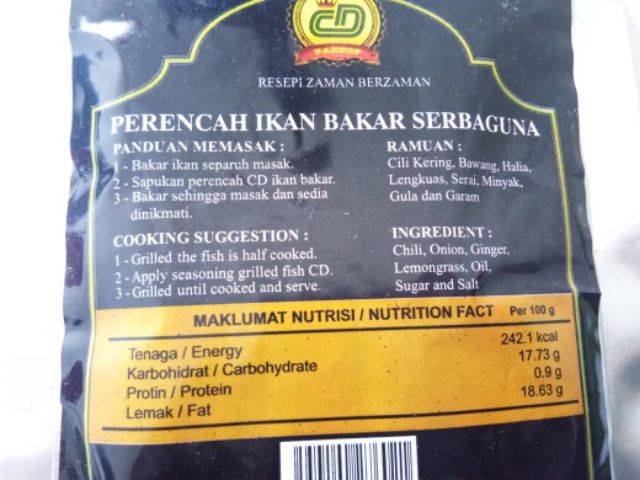 CD
PAKKOP
RESEPI ZAMAN BERZAMAN
PERENCAH IKAN BAKAR SERBAGUNA
PANDUAN MEMASAK :
1 - Bakar ikan separuh masak.
2 - Sapukan perencah CD ikan bakar.
3 - Bakar sehingga masak dan sedia
dinikmati.
RAMUAN :
Cili Kering, Bawang, Halia,
Lengkuas, Serai, Minyak,
Gula dan Garam
COOKING SUGGESTION :
1 - Grilled the fish is half cooked.
2 - Apply seasoning grilled fish CD.
3 - Grilled until cooked and serve.
INGREDIENT :
Chili, Onion, Ginger.
Lemongrass, Oil,
Sugar and Salt
MAKLUMAT NUTRISI / NUTRITION FACT Per 100 g
Tenaga / Energy 242.1 kcal
Karbohidrat / Carbohydrate 17.73 g
Protin / Protein 0.9 g
Lemak / Fat 18.63 g